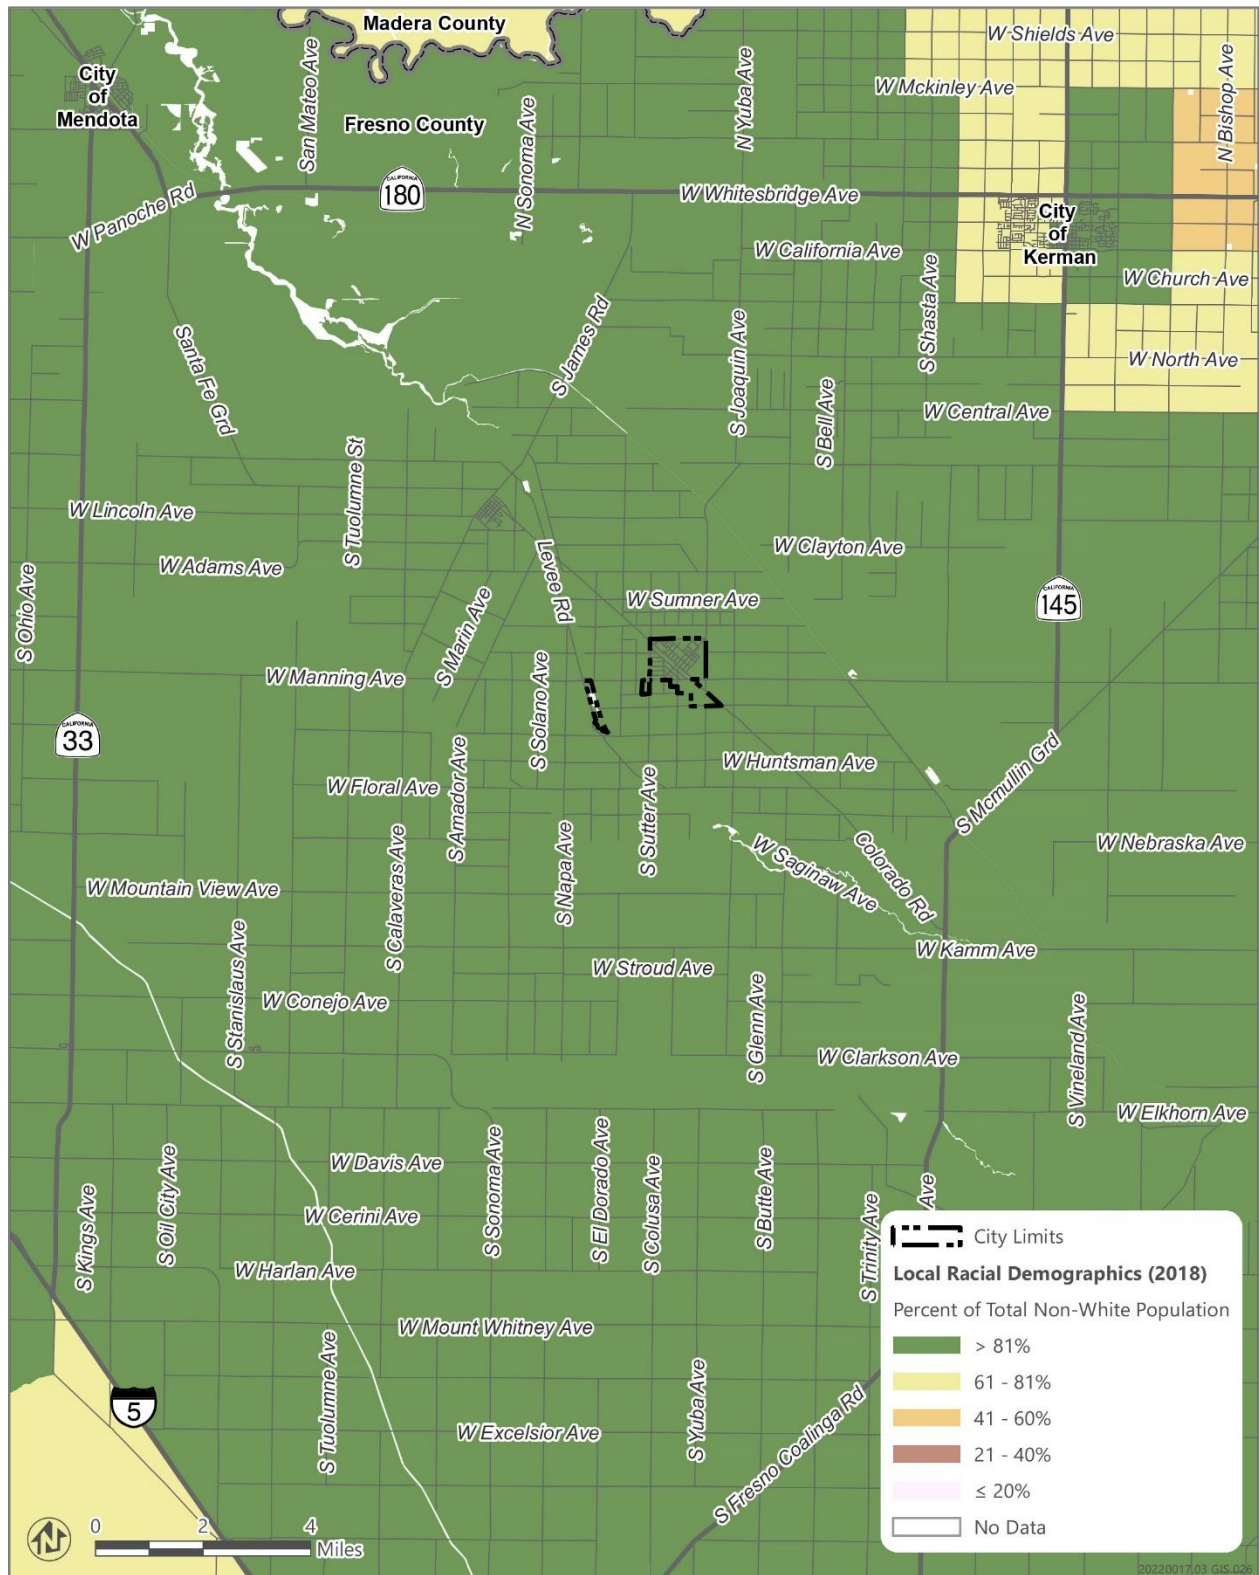 Madera County
W Shields Ave
City
of
Mendota
San Mateo Ave
N Yuba Ave
W Mckinley Ave
N Bishop Ave
Fresno County
N Sonoma Ave
CALIFORNIA
180
W Panoche Rd
W Whitesbridge Ave
City
of
Kerman
W California Ave
S Shasta Ave
W Church Ave
Santa Fe Grd
S James Rd
S Joaquin Ave
W North Ave
S Bell Ave
W Central Ave
S Tuolumne St
W Lincoln Ave
W Adams Ave
Levee Rd
W Clayton Ave
S Ohio Ave
W Sumner Ave
CALIFORNIA
145
S Marin Ave
W Manning Ave
S Solano Ave
CALIFORNIA
33
W Huntsman Ave
W Floral Ave
S Amador Ave
S Sutter Ave
S Mcmullin Grd
W Nebraska Ave
S Napa Ave
W Saginaw Ave
Colorado Rd
W Mountain View Ave
S Calaveras Ave
S Stanislaus Ave
W Kamm Ave
W Stroud Ave
W Conejo Ave
S Glenn Ave
W Clarkson Ave
S Vineland Ave
W Elkhorn Ave
W Davis Ave
S Oil City Ave
S Kings Ave
S Sonoma Ave
S El Dorado Ave
S Colusa Ave
S Butte Ave
S Trinity Ave
Ave
W Cerini Ave
W Harlan Ave
W Mount Whitney Ave
5
S Tuolumne Ave
W Excelsior Ave
S Yuba Ave
S Fresno Coalinga Rd
City Limits
Local Racial Demographics (2018)
Percent of Total Non-White Population
> 81%
61 - 81%
41 - 60%
21 - 40%
≤ 20%
No Data
N
0 2 4
Miles
20220017.03 GIS 026